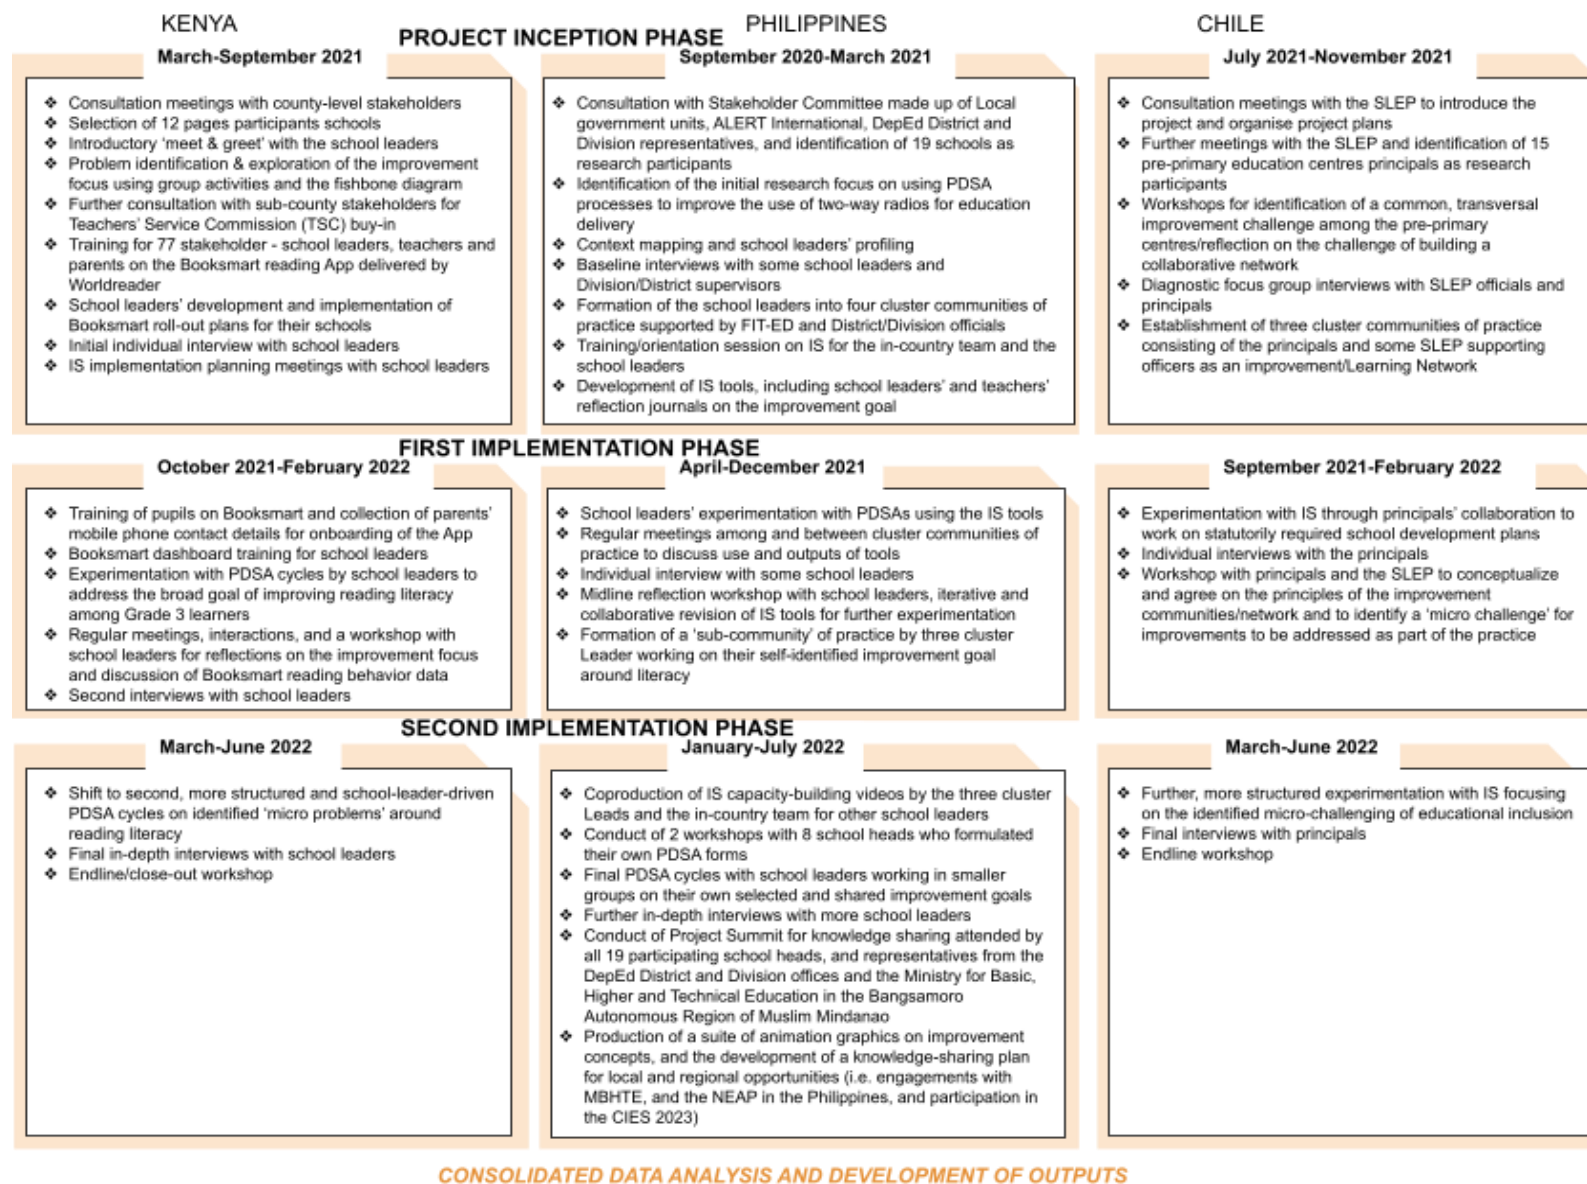 KENYA
PHILIPPINES
CHILE
PROJECT INCEPTION PHASE
March-September 2021
❖ Consultation meetings with county-level stakeholders
❖ Selection of 12 pages participants schools
❖ Introductory ‘meet & greet’ with the school leaders
❖ Problem identification & exploration of the improvement
focus using group activities and the fishbone diagram
❖ Further consultation with sub-county stakeholders for
Teachers’ Service Commission (TSC) buy-in
❖ Training for 77 stakeholder - school leaders, teachers and
parents on the Booksmart reading App delivered by
Worldreader
❖ School leaders’ development and implementation of
Booksmart roll-out plans for their schools
❖ Initial individual interview with school leaders
❖ IS implementation planning meetings with school leaders
September 2020-March 2021
❖ Consultation with Stakeholder Committee made up of Local
government units, ALERT International, DepEd District and
Division representatives, and identification of 19 schools as
research participants
❖ Identification of the initial research focus on using PDSA
processes to improve the use of two-way radios for education
delivery
❖ Context mapping and school leaders’ profiling
❖ Baseline interviews with some school leaders and
Division/District supervisors
❖ Formation of the school leaders into four cluster communities of
practice supported by FIT-ED and District/Division officials
❖ Training/orientation session on IS for the in-country team and the
school leaders
❖ Development of IS tools, including school leaders’ and teachers’
reflection journals on the improvement goal
July 2021-November 2021
❖ Consultation meetings with the SLEP to introduce the
project and organise project plans
❖ Further meetings with the SLEP and identification of 15
pre-primary education centres principals as research
participants
❖ Workshops for identification of a common, transversal
improvement challenge among the pre-primary
centres/reflection on the challenge of building a
collaborative network
❖ Diagnostic focus group interviews with SLEP officials and
principals
❖ Establishment of three cluster communities of practice
consisting of the principals and some SLEP supporting
officers as an improvement/Learning Network
FIRST IMPLEMENTATION PHASE
October 2021-February 2022
❖ Training of pupils on Booksmart and collection of parents’
mobile phone contact details for onboarding of the App
❖ Booksmart dashboard training for school leaders
❖ Experimentation with PDSA cycles by school leaders to
address the broad goal of improving reading literacy
among Grade 3 learners
❖ Regular meetings, interactions, and a workshop with
school leaders for reflections on the improvement focus
and discussion of Booksmart reading behavior data
❖ Second interviews with school leaders
April-December 2021
❖ School leaders’ experimentation with PDSAs using the IS tools
❖ Regular meetings among and between cluster communities of
practice to discuss use and outputs of tools
❖ Individual interview with some school leaders
❖ Midline reflection workshop with school leaders, iterative and
collaborative revision of IS tools for further experimentation
❖ Formation of a ‘sub-community’ of practice by three cluster
Leader working on their self-identified improvement goal
around literacy
September 2021-February 2022
❖ Experimentation with IS through principals’ collaboration to
work on statutorily required school development plans
❖ Individual interviews with the principals
❖ Workshop with principals and the SLEP to conceptualize
and agree on the principles of the improvement
communities/network and to identify a ‘micro challenge’ for
improvements to be addressed as part of the practice
SECOND IMPLEMENTATION PHASE
March-June 2022
❖ Shift to second, more structured and school-leader-driven
PDSA cycles on identified ‘micro problems’ around
reading literacy
❖ Final in-depth interviews with school leaders
❖ Endline/close-out workshop
January-July 2022
❖ Coproduction of IS capacity-building videos by the three cluster
Leads and the in-country team for other school leaders
❖ Conduct of 2 workshops with 8 school heads who formulated
their own PDSA forms
❖ Final PDSA cycles with school leaders working in smaller
groups on their own selected and shared improvement goals
❖ Further in-depth interviews with more school leaders
❖ Conduct of Project Summit for knowledge sharing attended by
all 19 participating school heads, and representatives from the
DepEd District and Division offices and the Ministry for Basic,
Higher and Technical Education in the Bangsamoro
Autonomous Region of Muslim Mindanao
❖ Production of a suite of animation graphics on improvement
concepts, and the development of a knowledge-sharing plan
for local and regional opportunities (i.e. engagements with
MBHTE, and the NEAP in the Philippines, and participation in
the CIES 2023)
March-June 2022
❖ Further, more structured experimentation with IS focusing
on the identified micro-challenging of educational inclusion
❖ Final interviews with principals
❖ Endline workshop
CONSOLIDATED DATA ANALYSIS AND DEVELOPMENT OF OUTPUTS